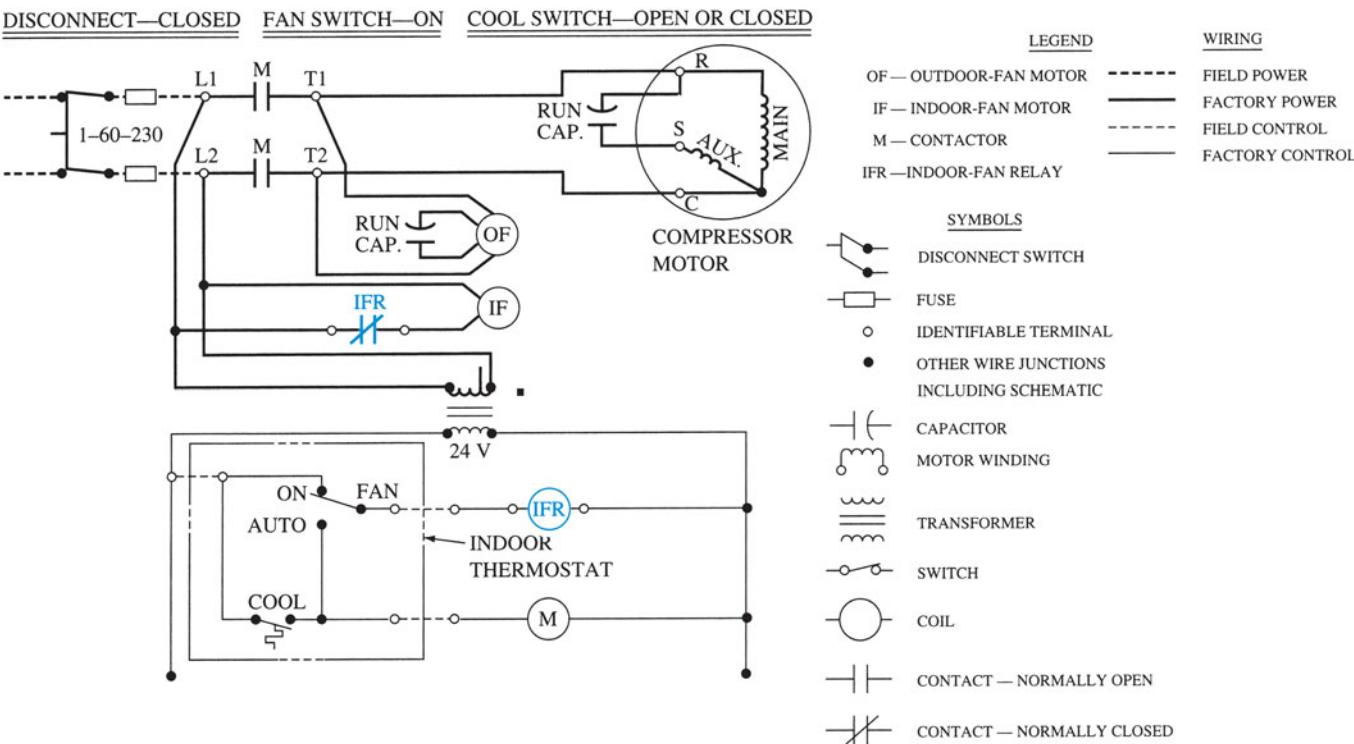 DISCONNECT—CLOSED
FAN SWITCH—ON
COOL SWITCH—OPEN OR CLOSED
L1
M
T1
1–60–230
L2
M
T2
RUN
CAP.
R
S
AUX.
MAIN
C
COMPRESSOR
MOTOR
RUN
CAP.
OF
IFR
IF
24 V
ON
FAN
AUTO
IFR
INDOOR
THERMOSTAT
COOL
M
LEGEND
OF — OUTDOOR-FAN MOTOR
IF — INDOOR-FAN MOTOR
M — CONTACTOR
IFR —INDOOR-FAN RELAY
WIRING
FIELD POWER
FACTORY POWER
FIELD CONTROL
FACTORY CONTROL
SYMBOLS
DISCONNECT SWITCH
FUSE
IDENTIFIABLE TERMINAL
OTHER WIRE JUNCTIONS
INCLUDING SCHEMATIC
CAPACITOR
MOTOR WINDING
TRANSFORMER
SWITCH
COIL
CONTACT — NORMALLY OPEN
CONTACT — NORMALLY CLOSED